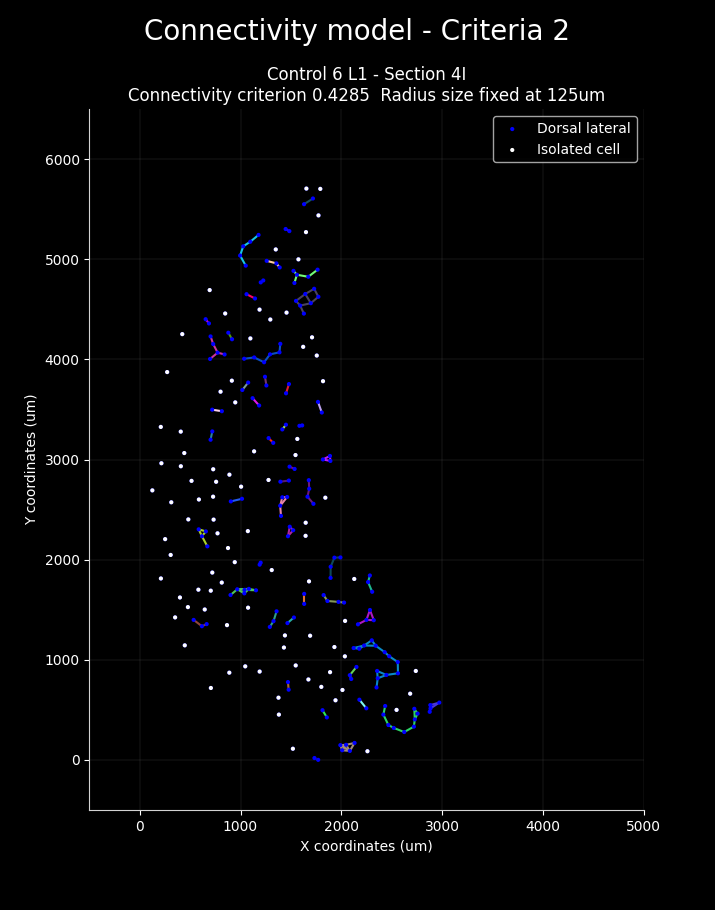 Connectivity model - Criteria 2
Control 6 L1 - Section 4I
Connectivity criterion 0.4285  Radius size fixed at 125um
Dorsal lateral
Isolated cell
6000
5000
4000
3000
2000
1000
0
Y coordinates (um)
0 1000 2000 3000 4000 5000
X coordinates (um)